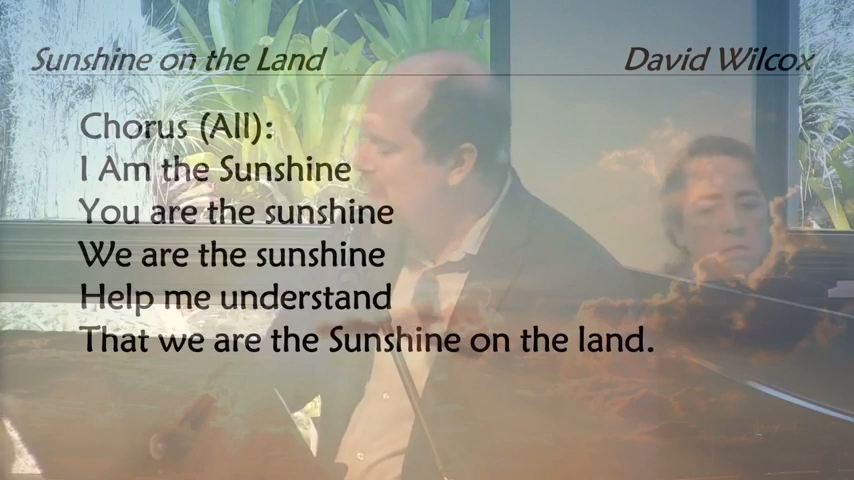 Sunshine on the Land David Wilcox
Chorus (All):
I Am the Sunshine
You are the sunshine
We are the sunshine
Help me understand
That we are the Sunshine on the land.